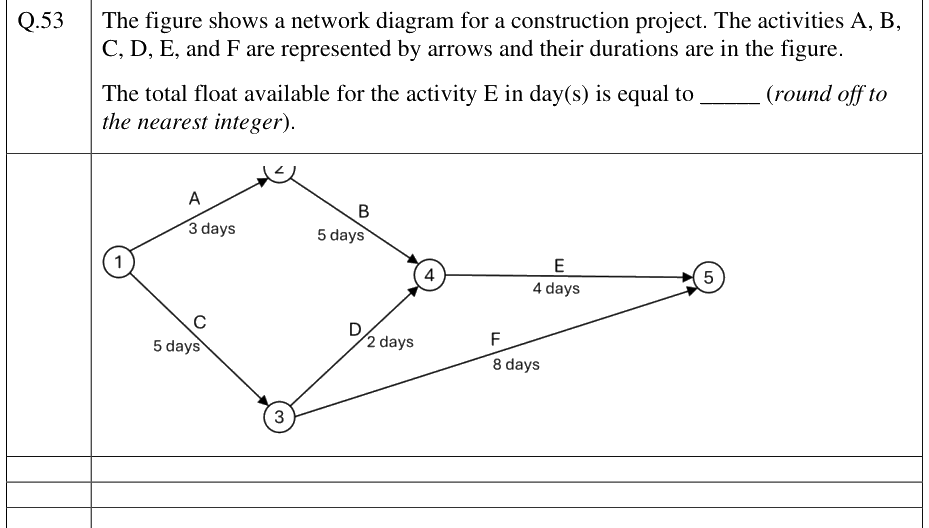 Q.53
The figure shows a network diagram for a construction project. The activities A, B,
C, D, E, and F are represented by arrows and their durations are in the figure.
The total float available for the activity E in day(s) is equal to _____ (round off to
the nearest integer).
2
A
3 days
B
5 days
1
4
E
4 days
5
C
5 days
D
2 days
F
8 days
3